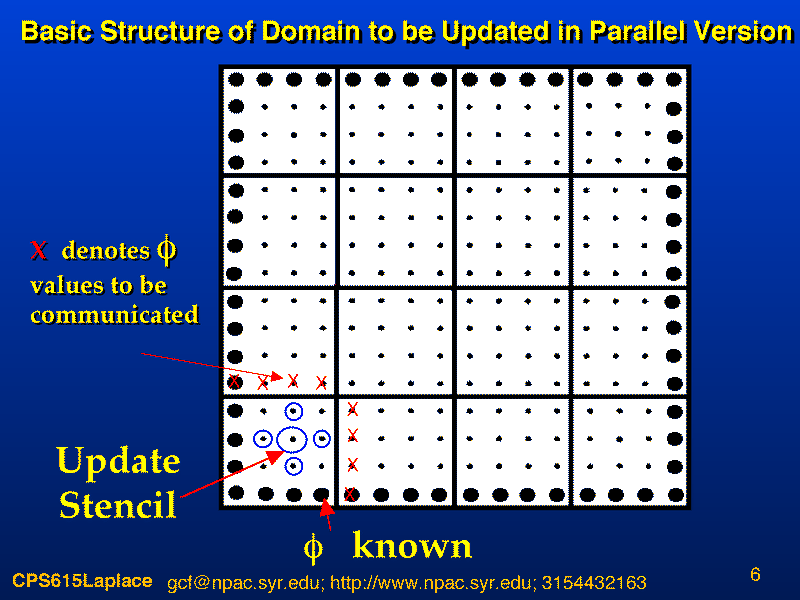 Basic Structure of Domain to be Updated in Parallel Version
X denotes ϕ
values to be
communicated
X X X X
X
X
X
X
Update
Stencil
ϕ known
CPS615Laplace gcf@npac.syr.edu; http://www.npac.syr.edu; 3154432163
6